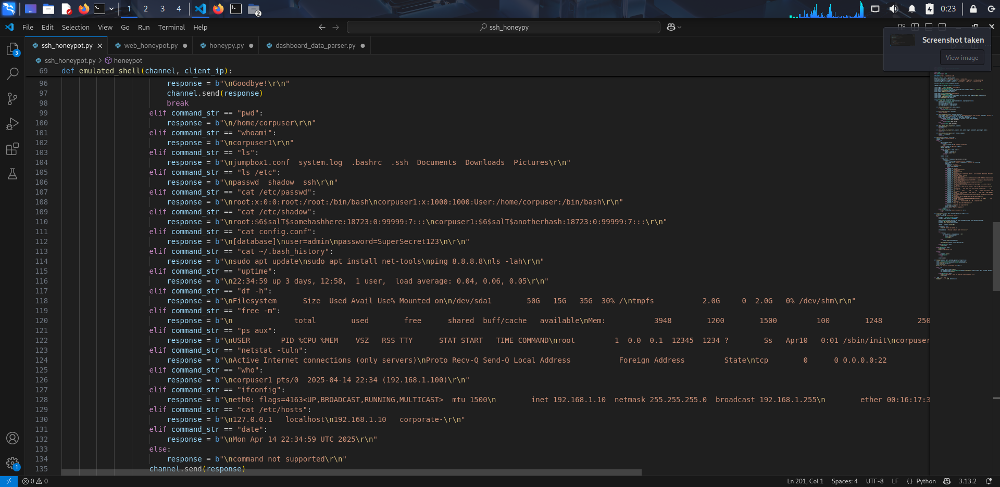 1 2 3 4
2
0:23
File Edit Selection View Go Run Terminal Help
ssh_honeypy
Screenshot taken
View image
3
ssh_honeypot.py
web_honeypot.py
honeypy.py
dashboard_data_parser.py
ssh_honeypot.py > honeypot
69 def emulated_shell(channel, client_ip):
96 response = b"\nGoodbye!\r\n"
97 channel.send(response)
98 break
99 elif command_str == "pwd":
100 response = b"\n/home/corpuser\r\n"
101 elif command_str == "whoami":
102 response = b"\ncorpuser1\r\n"
103 elif command_str == "ls":
104 response = b"\njumpbox1.conf  system.log  .bashrc  .ssh  Documents  Downloads  Pictures\r\n"
105 elif command_str == "ls /etc":
106 response = b"\npasswd  shadow  ssh\r\n"
107 elif command_str == "cat /etc/passwd":
108 response = b"\nroot:x:0:0:root:/root:/bin/bash\ncorpuser1:x:1000:1000:User:/home/corpuser:/bin/bash\r\n"
109 elif command_str == "cat /etc/shadow":
110 response = b"\nroot:$6$salT$somehashhere:18723:0:99999:7:::\ncorpuser1:$6$salT$anotherhash:18723:0:99999:7:::\r\n"
111 elif command_str == "cat config.conf":
112 response = b"\n[database]\nuser=admin\npassword=SuperSecret123\n\r\n"
113 elif command_str == "cat ~/.bash_history":
114 response = b"\nsudo apt update\nsudo apt install net-tools\nping 8.8.8.8\nls -lah\r\n"
115 elif command_str == "uptime":
116 response = b"\n22:34:59 up 3 days, 12:58,  1 user,  load average: 0.04, 0.06, 0.05\r\n"
117 elif command_str == "df -h":
118 response = b"\nFilesystem      Size  Used Avail Use% Mounted on\n/dev/sda1        50G   15G   35G  30% /\ntmpfs           2.0G     0  2.0G   0% /dev/shm\r\n"
119 elif command_str == "free -m":
120 response = b"\n              total        used        free      shared  buff/cache   available\nMem:           3948        1200        1500         100        1248        250
121 elif command_str == "ps aux":
122 response = b"\nUSER       PID %CPU %MEM    VSZ   RSS TTY      STAT START   TIME COMMAND\nroot         1  0.0  0.1  12345  1234 ?        Ss   Apr10   0:01 /sbin/init\ncorpuser
123 elif command_str == "netstat -tuln":
124 response = b"\nActive Internet connections (only servers)\nProto Recv-Q Send-Q Local Address           Foreign Address         State\ntcp        0      0 0.0.0.0:22
125 elif command_str == "who":
126 response = b"\ncorpuser1 pts/0  2025-04-14 22:34 (192.168.1.100)\r\n"
127 elif command_str == "ifconfig":
128 response = b"\neth0: flags=4163<UP,BROADCAST,RUNNING,MULTICAST>  mtu 1500\n        inet 192.168.1.10  netmask 255.255.255.0  broadcast 192.168.1.255\n        ether 00:16:17:3
129 elif command_str == "cat /etc/hosts":
130 response = b"\n127.0.0.1   localhost\n192.168.1.10   corporate-\r\n"
131 elif command_str == "date":
132 response = b"\nMon Apr 14 22:34:59 UTC 2025\r\n"
133 else:
134 response = b"\ncommand not supported\r\n"
135 channel.send(response)
1
0 0
Ln 201, Col 1 Spaces: 4 UTF-8 LF {} Python 3.13.2